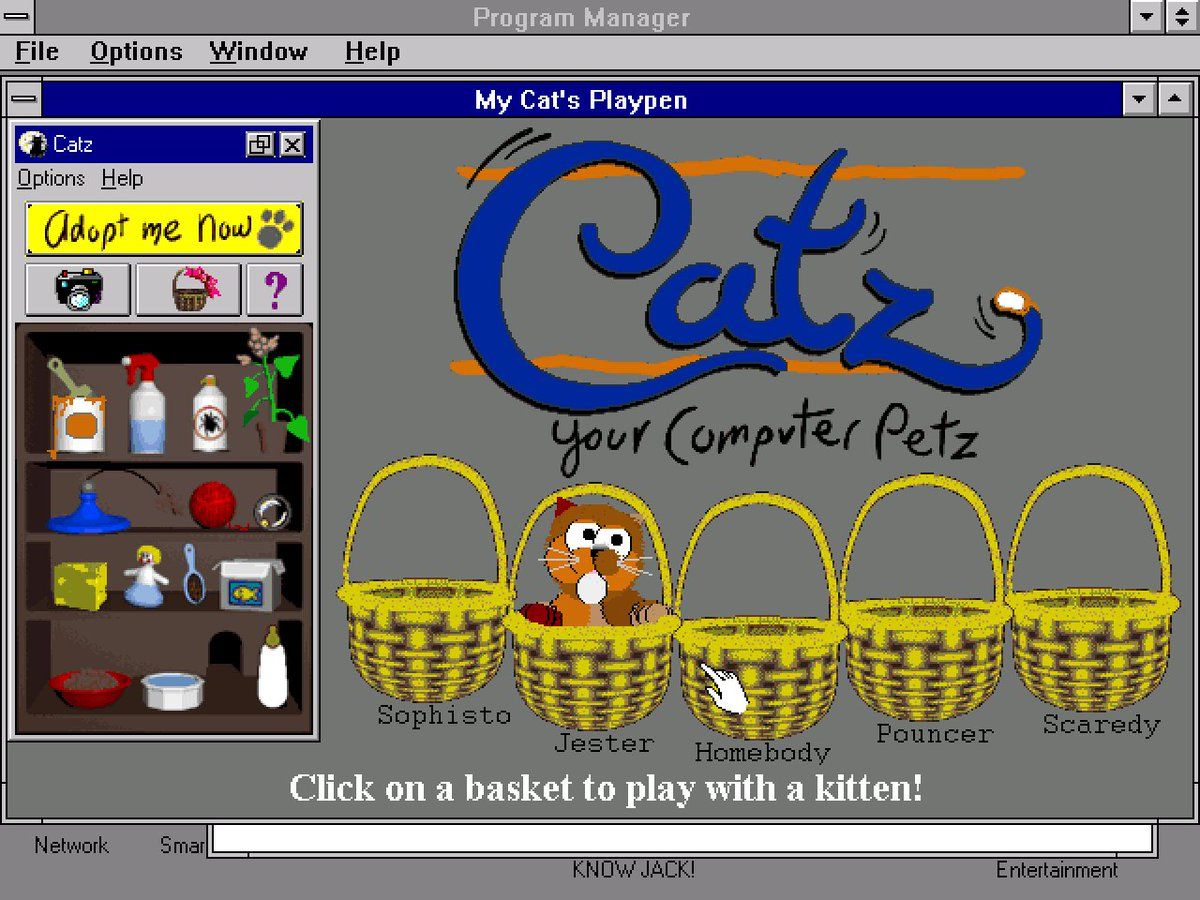 Program Manager
File Options Window Help
My Cat's Playpen
Catz
Options Help
Adopt me Now
?
Catz
your Computer Petz
Sophisto
Jester
Homebody
Pouncer
Scaredy
Click on a basket to play with a kitten!
Network Smar
KNOW JACK!
Entertainment